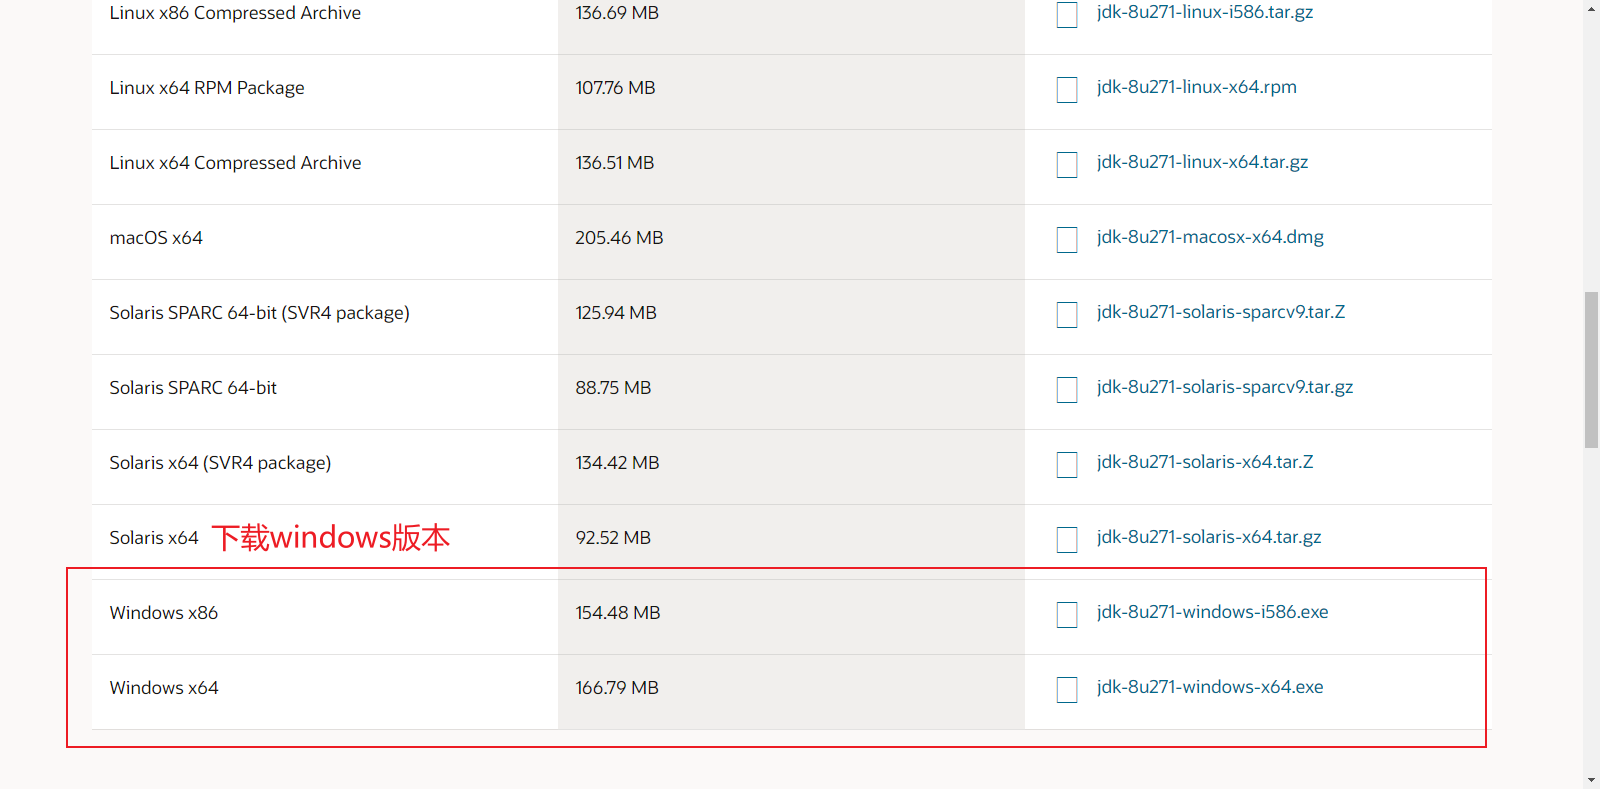 Linux x86 Compressed Archive 136.69 MB jdk-8u271-linux-i586.tar.gz
Linux x64 RPM Package 107.76 MB jdk-8u271-linux-x64.rpm
Linux x64 Compressed Archive 136.51 MB jdk-8u271-linux-x64.tar.gz
macOS x64 205.46 MB jdk-8u271-macosx-x64.dmg
Solaris SPARC 64-bit (SVR4 package) 125.94 MB jdk-8u271-solaris-sparcv9.tar.Z
Solaris SPARC 64-bit 88.75 MB jdk-8u271-solaris-sparcv9.tar.gz
Solaris x64 (SVR4 package) 134.42 MB jdk-8u271-solaris-x64.tar.Z
Solaris x64 下载windows版本 92.52 MB jdk-8u271-solaris-x64.tar.gz
Windows x86 154.48 MB jdk-8u271-windows-i586.exe
Windows x64 166.79 MB jdk-8u271-windows-x64.exe